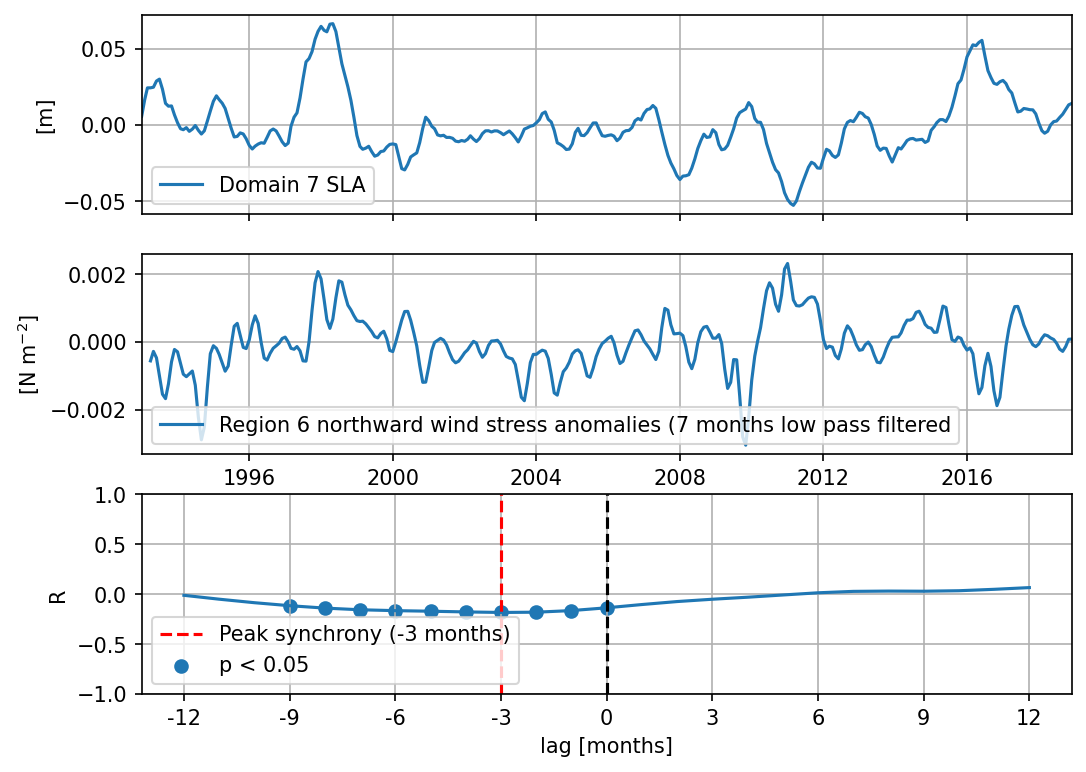 0.05
0.00
−0.05
[m]
Domain 7 SLA
0.002
0.000
−0.002
[N m⁻²]
Region 6 northward wind stress anomalies (7 months low pass filtered
1996 2000 2004 2008 2012 2016
1.0
0.5
0.0
−0.5
−1.0
R
Peak synchrony (-3 months)
p < 0.05
-12 -9 -6 -3 0 3 6 9 12
lag [months]